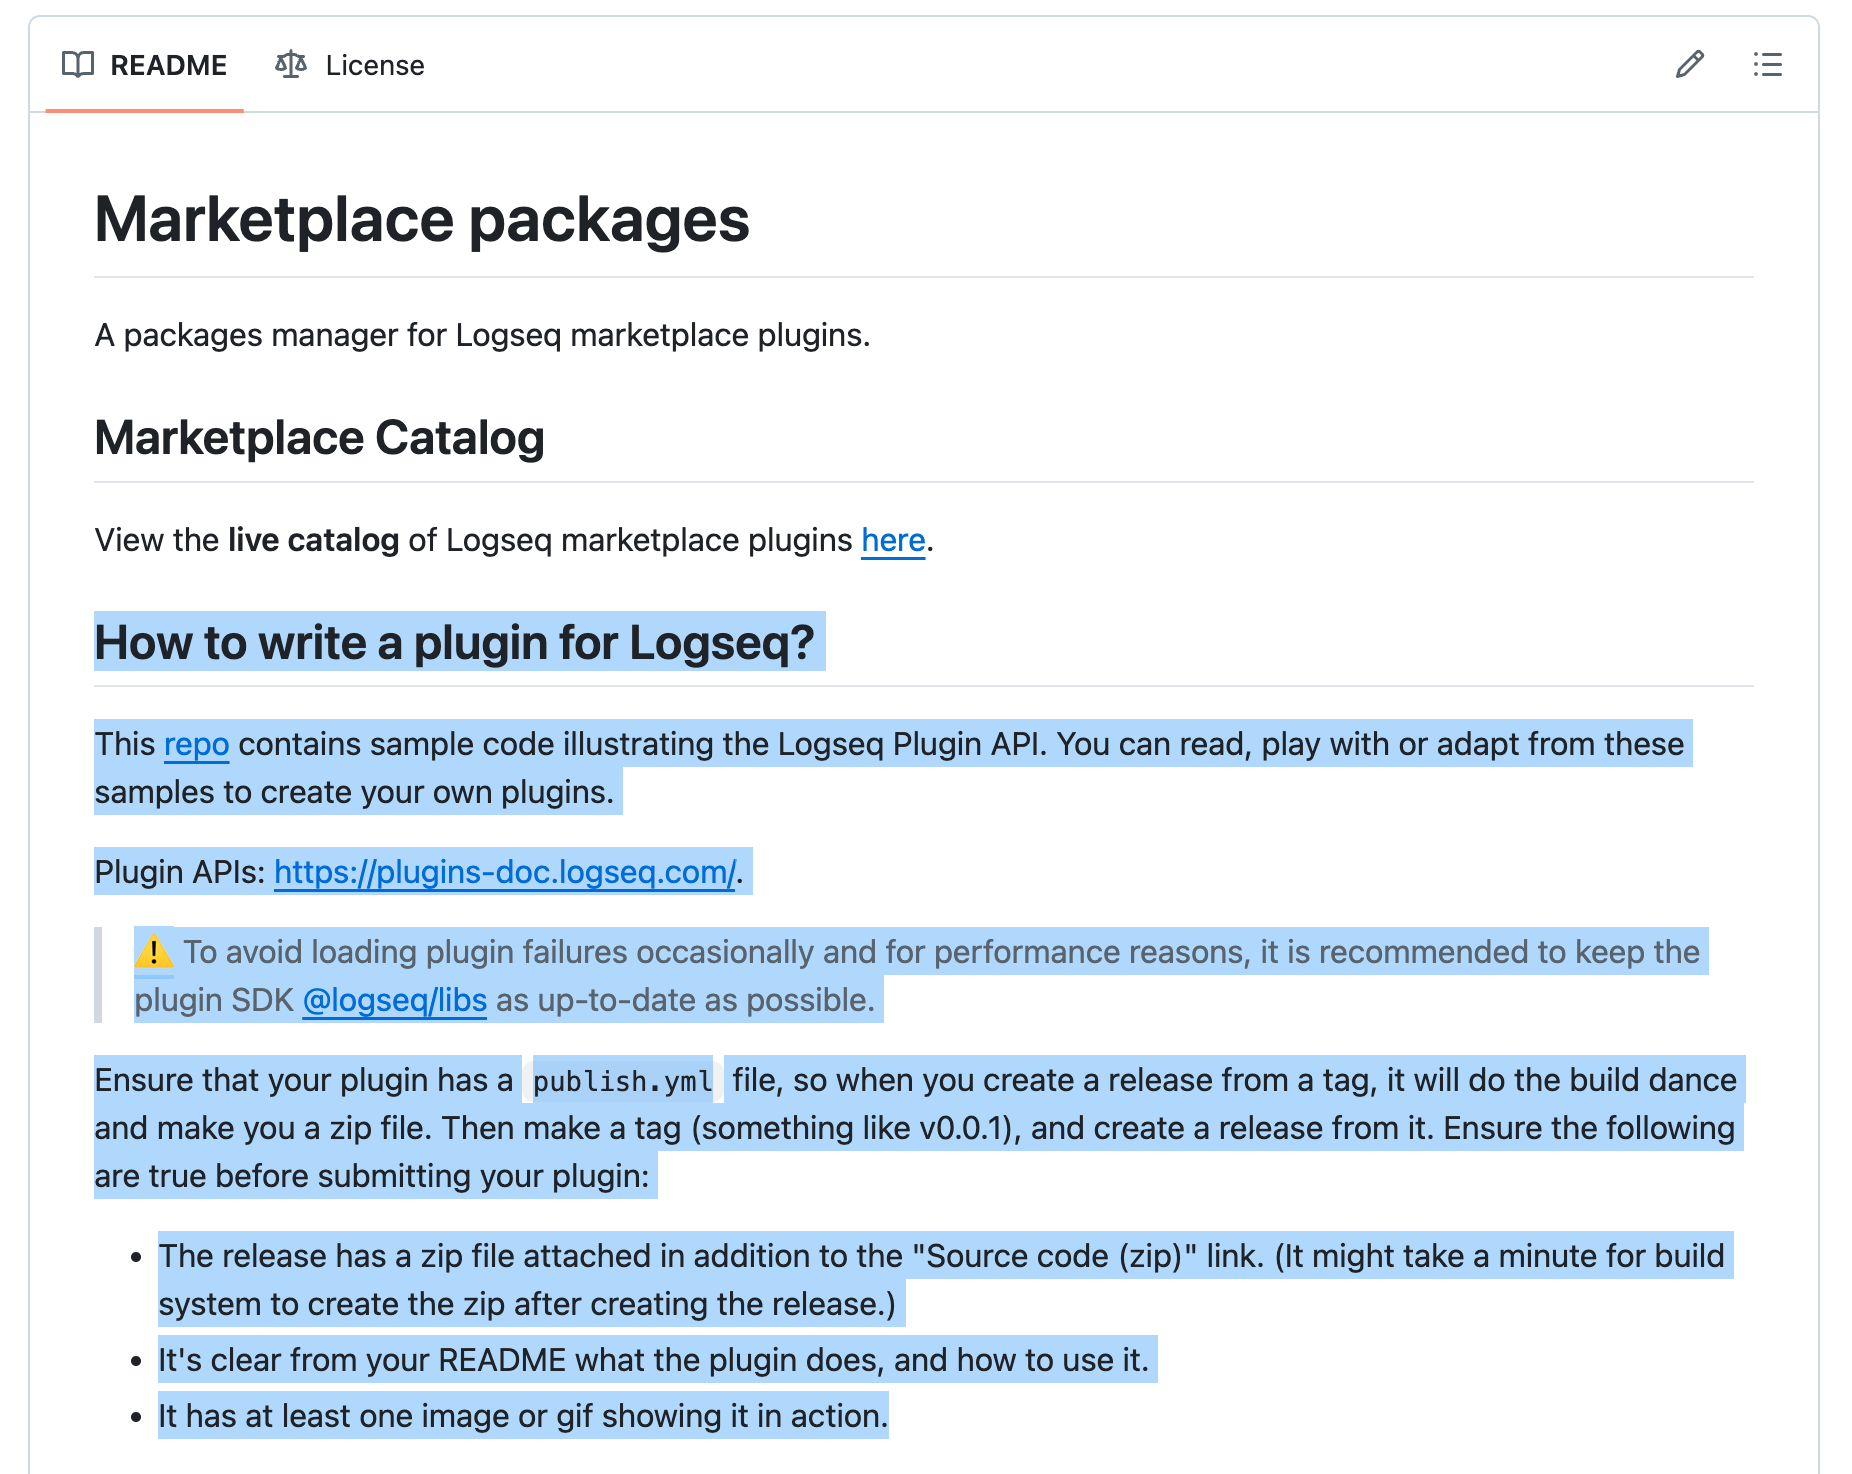 README License
Marketplace packages
A packages manager for Logseq marketplace plugins.
Marketplace Catalog
View the live catalog of Logseq marketplace plugins here.
How to write a plugin for Logseq?
This repo contains sample code illustrating the Logseq Plugin API. You can read, play with or adapt from these
samples to create your own plugins.
Plugin APIs: https://plugins-doc.logseq.com/.
⚠️ To avoid loading plugin failures occasionally and for performance reasons, it is recommended to keep the
plugin SDK @logseq/libs as up-to-date as possible.
Ensure that your plugin has a publish.yml file, so when you create a release from a tag, it will do the build dance
and make you a zip file. Then make a tag (something like v0.0.1), and create a release from it. Ensure the following
are true before submitting your plugin:
• The release has a zip file attached in addition to the "Source code (zip)" link. (It might take a minute for build
system to create the zip after creating the release.)
• It's clear from your README what the plugin does, and how to use it.
• It has at least one image or gif showing it in action.